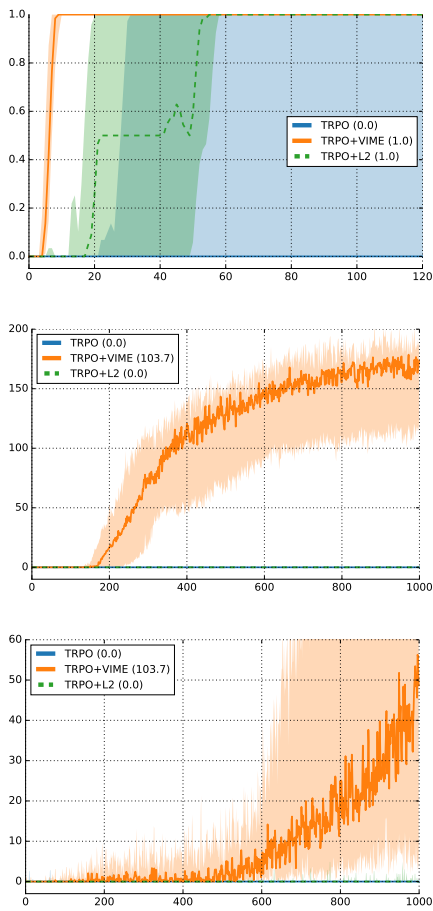 1.0
0.8
0.6
0.4
0.2
0.0
TRPO (0.0)
TRPO+VIME (1.0)
TRPO+L2 (1.0)
0 20 40 60 80 100 120
200
150
100
50
0
TRPO (0.0)
TRPO+VIME (103.7)
TRPO+L2 (0.0)
0 200 400 600 800 1000
60
50
40
30
20
10
0
TRPO (0.0)
TRPO+VIME (103.7)
TRPO+L2 (0.0)
0 200 400 600 800 1000